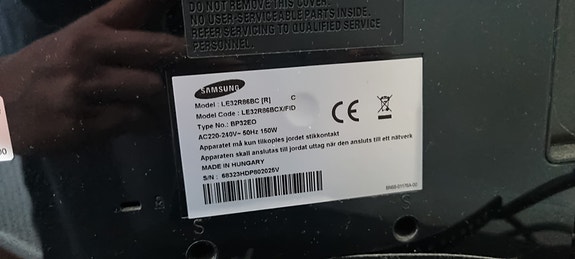 DO NOT REMOVE THIS COVER.
NO USER-SERVICEABLE PARTS INSIDE.
REFER SERVICING TO QUALIFIED SERVICE
PERSONNEL.
SAMSUNG
Model : LE32R86BC [R] C
Model Code : LE32R86BCX/FID
Type No.: BP32EO
AC220-240V~ 50Hz 150W
Apparatet må kun tilkoples jordet stikkontakt
Apparaten skall anslutas till jordat uttag när den ansluts till ett nätverk
MADE IN HUNGARY
S/N : 68323HDP802025V
CE
S
S